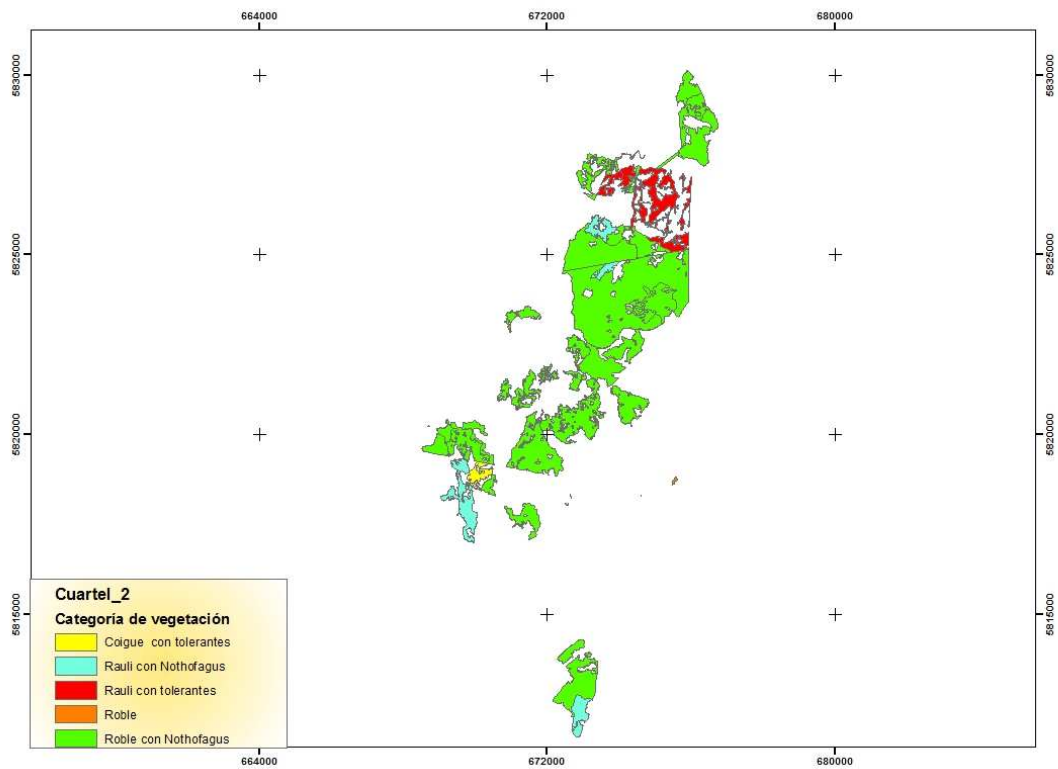 664000 672000 680000
5830000 5830000
5825000 5825000
5820000 5820000
5815000 5815000
Cuartel_2
Categoría de vegetación
Coigue con tolerantes
Rauli con Nothofagus
Rauli con tolerantes
Roble
Roble con Nothofagus
664000 672000 680000